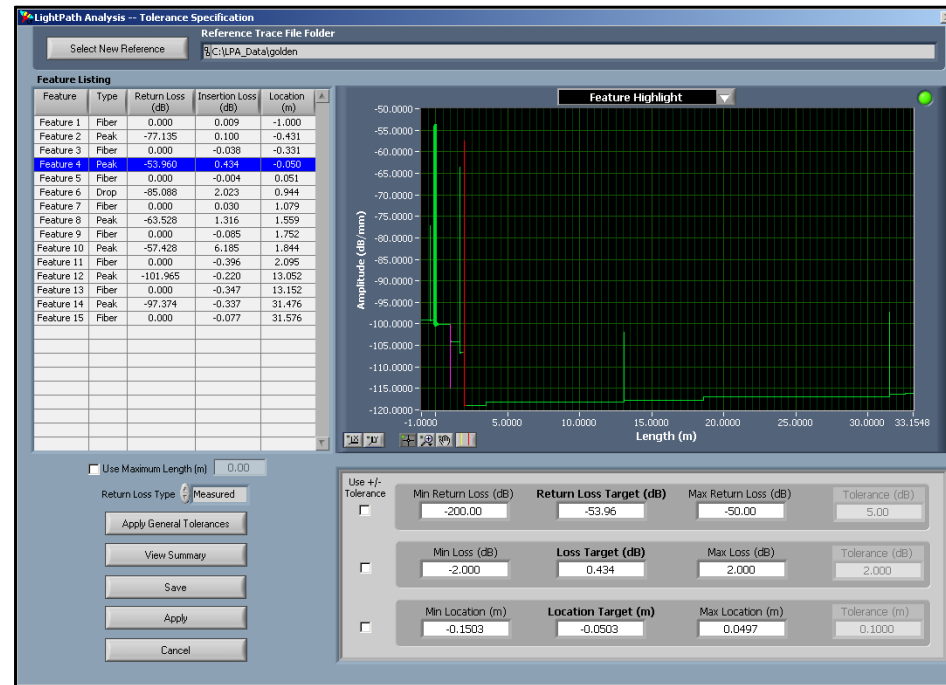 LightPath Analysis -- Tolerance Specification
Reference Trace File Folder
Select New Reference
C:\LPA_Data\golden
Feature Listing
Feature Type Return Loss (dB) Insertion Loss (dB) Location (m)
Feature 1 Fiber 0.000 0.009 -1.000
Feature 2 Peak -77.135 0.100 -0.431
Feature 3 Fiber 0.000 -0.038 -0.331
Feature 4 Peak -53.960 0.434 -0.050
Feature 5 Fiber 0.000 -0.004 0.051
Feature 6 Drop -85.088 2.023 0.944
Feature 7 Fiber 0.000 0.030 1.079
Feature 8 Peak -63.528 1.316 1.559
Feature 9 Fiber 0.000 -0.085 1.752
Feature 10 Peak -57.428 6.185 1.844
Feature 11 Fiber 0.000 -0.396 2.095
Feature 12 Peak -101.965 -0.220 13.052
Feature 13 Fiber 0.000 -0.347 13.152
Feature 14 Peak -97.374 -0.337 31.476
Feature 15 Fiber 0.000 -0.077 31.576
Feature Highlight
Amplitude (dB/mm)
-50.0000
-55.0000
-60.0000
-65.0000
-70.0000
-75.0000
-80.0000
-85.0000
-90.0000
-95.0000
-100.0000
-105.0000
-110.0000
-115.0000
-120.0000
-1.0000 5.0000 10.0000 15.0000 20.0000 25.0000 30.0000 33.1548
Length (m)
Use Maximum Length (m) 0.00
Return Loss Type Measured
Apply General Tolerances
View Summary
Save
Apply
Cancel
Use +/- Tolerance
Min Return Loss (dB) Return Loss Target (dB) Max Return Loss (dB) Tolerance (dB)
-200.00 -53.96 -50.00 5.00
Min Loss (dB) Loss Target (dB) Max Loss (dB) Tolerance (dB)
-2.000 0.434 2.000 2.000
Min Location (m) Location Target (m) Max Location (m) Tolerance (m)
-0.1503 -0.0503 0.0497 0.1000